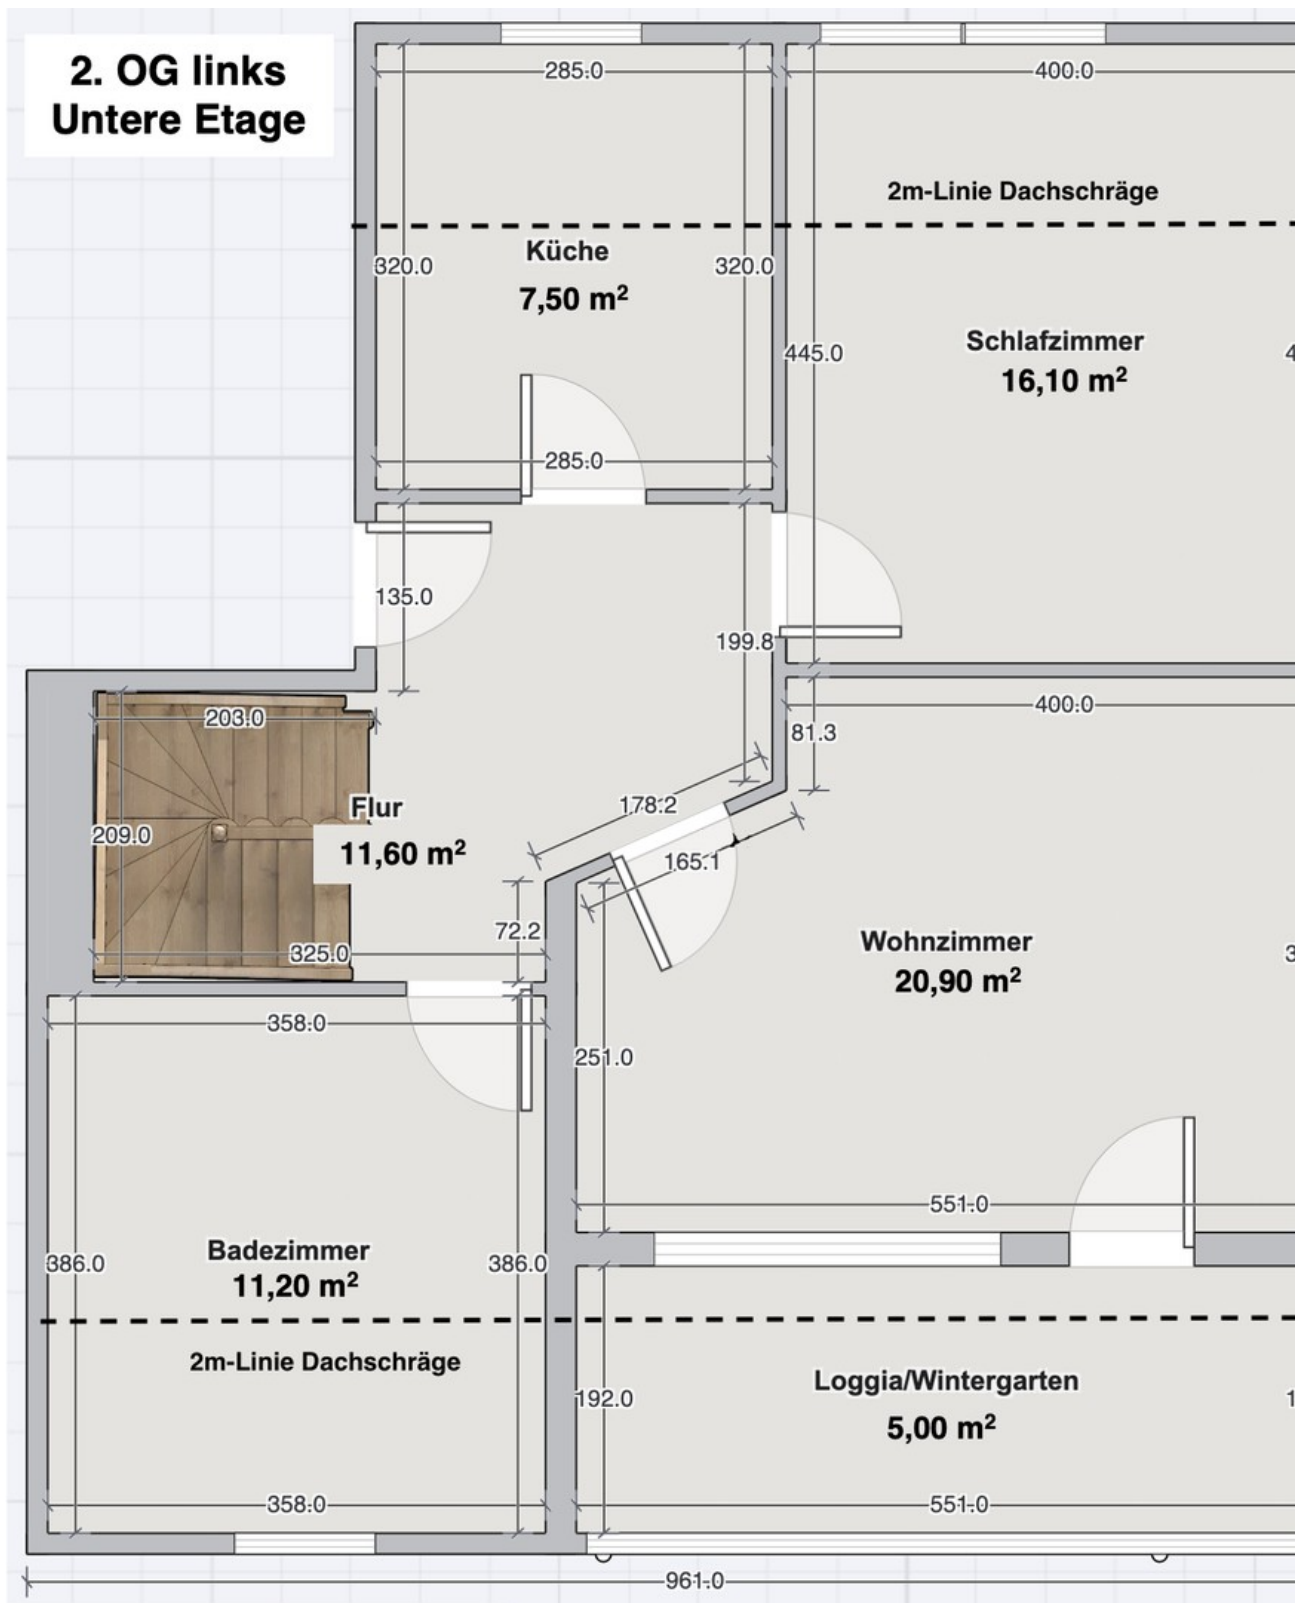 2. OG links
Untere Etage
285.0
400.0
2m-Linie Dachschräge
Küche
7,50 m²
320.0
320.0
Schlafzimmer
16,10 m²
445.0
4
285.0
135.0
199.8
203.0
400.0
81.3
Flur
11,60 m²
178.2
209.0
165.1
72.2
325.0
Wohnzimmer
20,90 m²
3
358.0
251.0
551.0
Badezimmer
11,20 m²
386.0
386.0
2m-Linie Dachschräge
Loggia/Wintergarten
5,00 m²
192.0
1
358.0
551.0
961.0